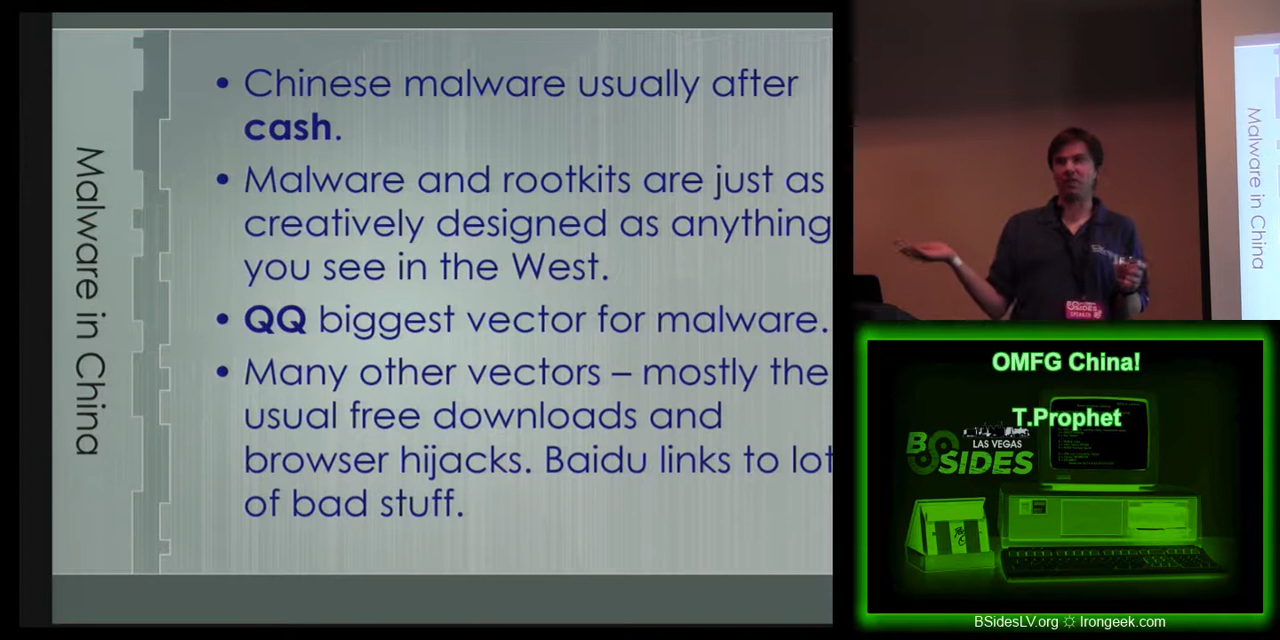 Malware in China
• Chinese malware usually after
cash.
• Malware and rootkits are just as
creatively designed as anything
you see in the West.
• QQ biggest vector for malware.
• Many other vectors – mostly the
usual free downloads and
browser hijacks. Baidu links to lot
of bad stuff.
Malware in China
BSIDES
SPEAKER
OMFG China!
T.Prophet
LAS VEGAS
BSIDES
BSidesLV.org ☼ Irongeek.com